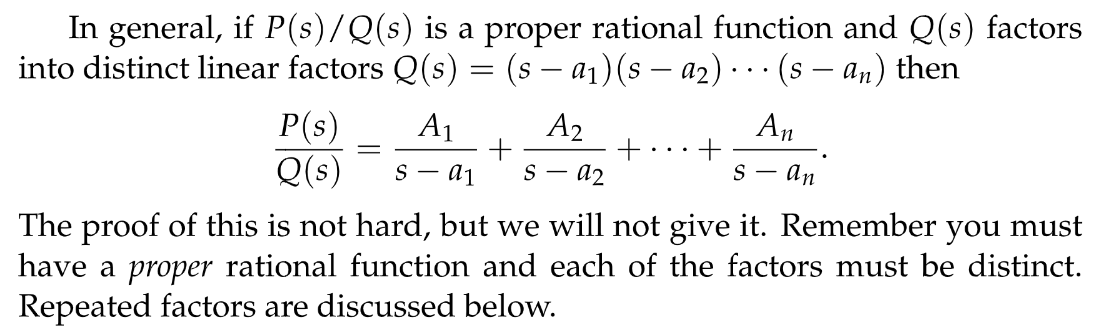 In general, if P(s)/Q(s) is a proper rational function and Q(s) factors
into distinct linear factors Q(s) = (s − a₁)(s − a₂) · · · (s − aₙ) then
P(s)/Q(s) = A₁/(s − a₁) + A₂/(s − a₂) + · · · + Aₙ/(s − aₙ).
The proof of this is not hard, but we will not give it. Remember you must
have a proper rational function and each of the factors must be distinct.
Repeated factors are discussed below.